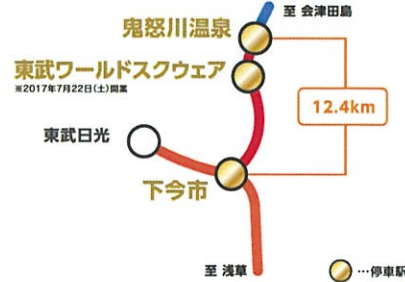 至 会津田島
鬼怒川温泉
東武ワールドスクウェア
※2017年7月22日(土)開業
12.4km
東武日光
下今市
至 浅草
…停車駅